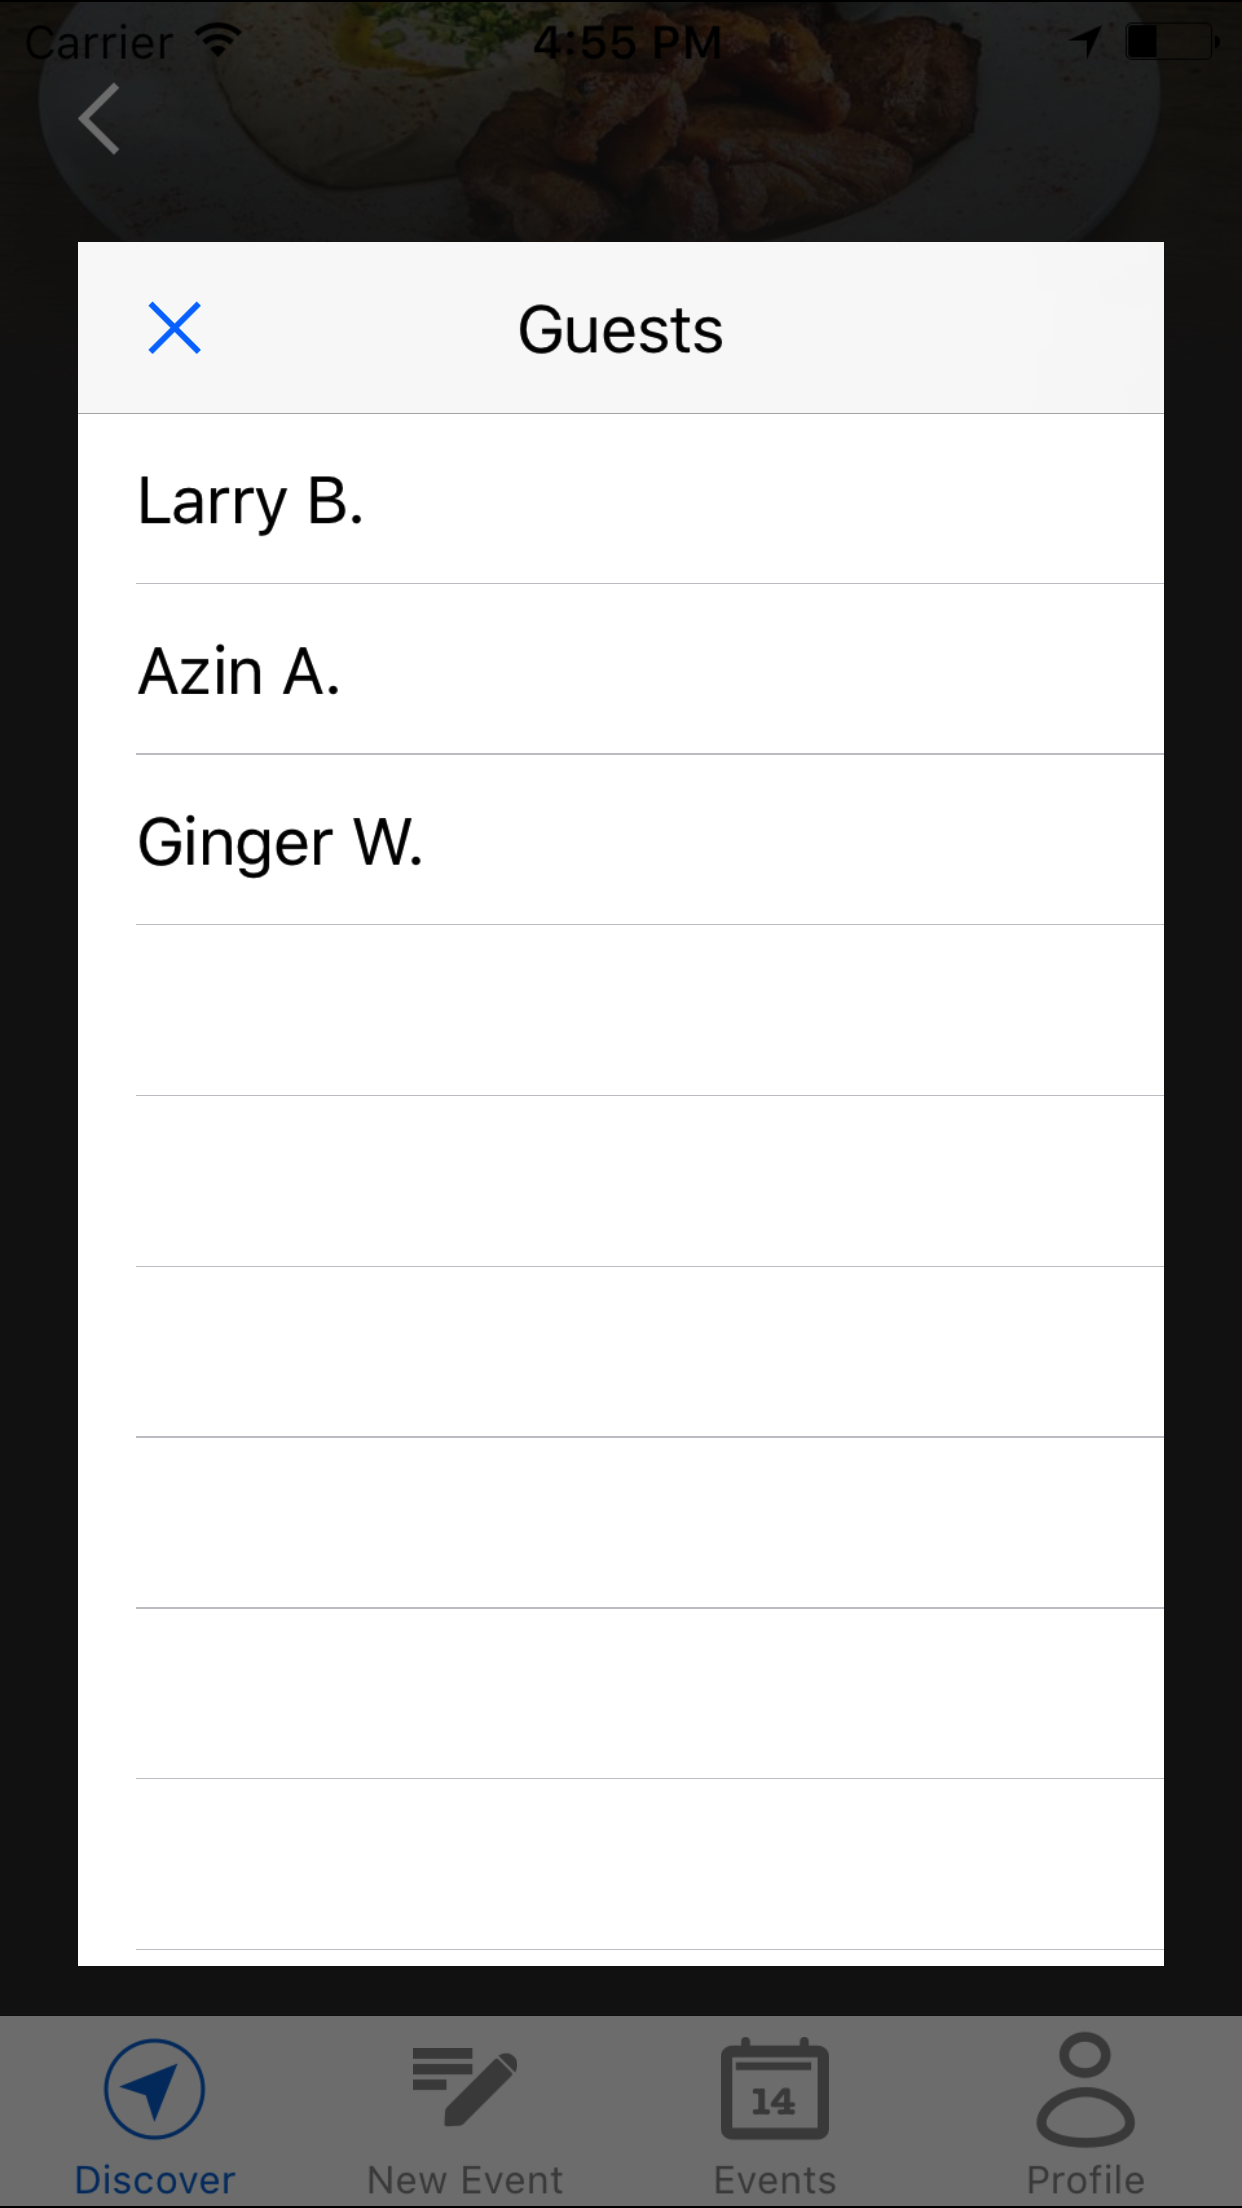 Carrier 4:55 PM
Guests
Larry B.
Azin A.
Ginger W.
14
Discover New Event Events Profile